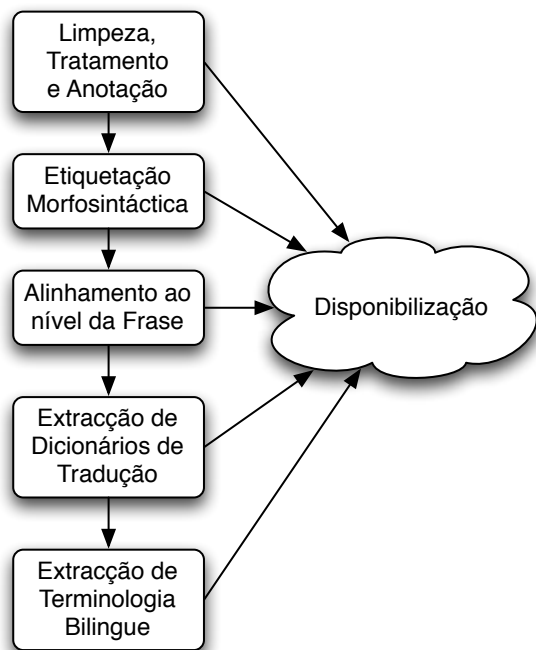 Limpeza,
Tratamento
e Anotação
Etiquetação
Morfosintáctica
Alinhamento ao
nível da Frase
Disponibilização
Extracção de
Dicionários de
Tradução
Extracção de
Terminologia
Bilingue